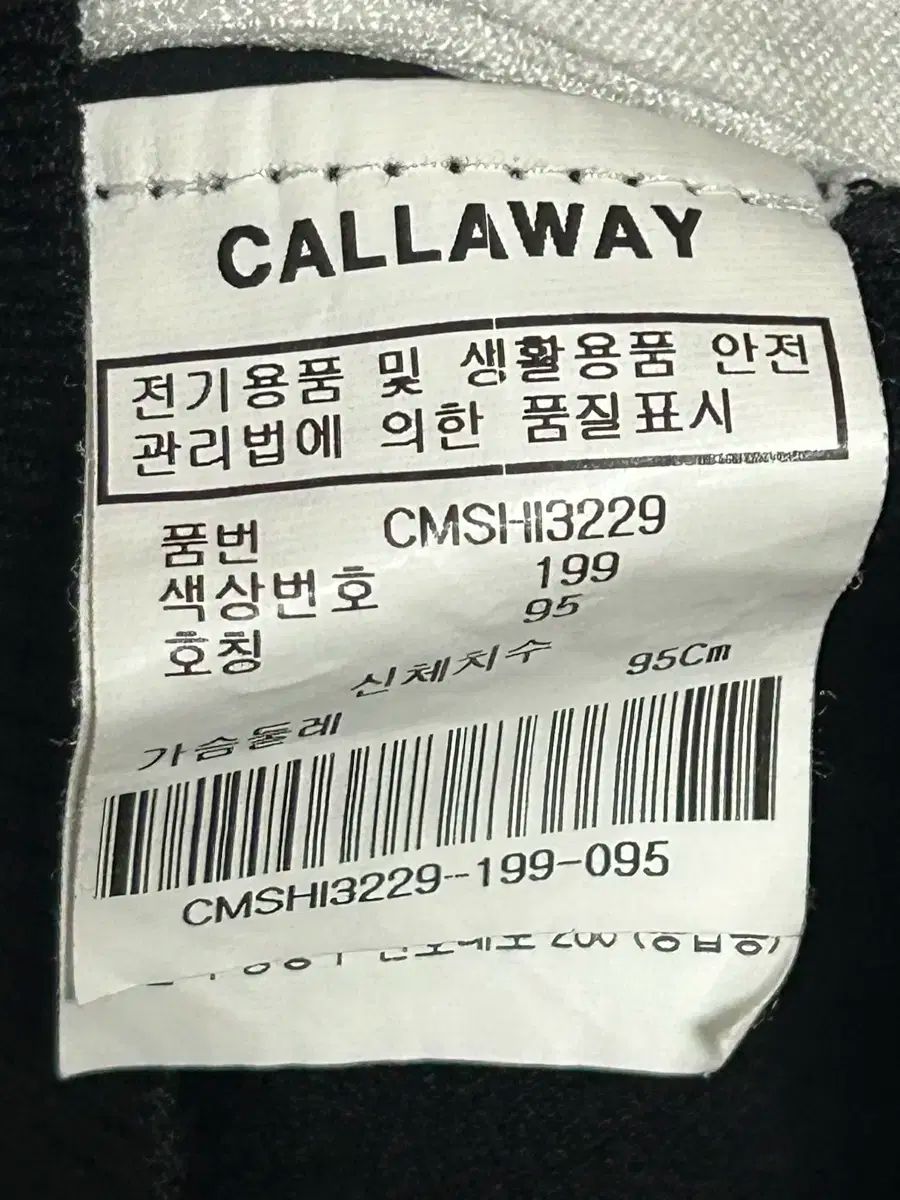 CALLAWAY
전기용품 및 생활용품 안전
관리법에 의한 품질표시
품번 CMSHI3229
색상번호 199
호칭 95
신체치수
가슴둘레 95Cm
CMSHI3229-199-095